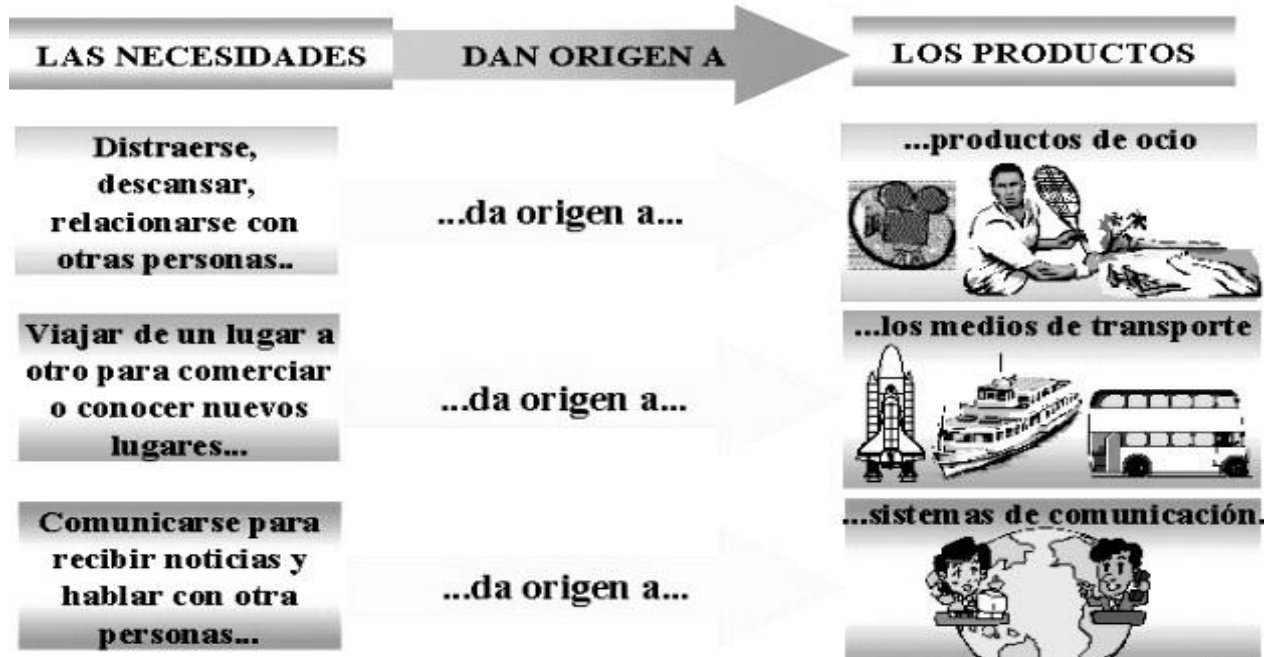 LAS NECESIDADES
DAN ORIGEN A
LOS PRODUCTOS
Distraerse,
descansar,
relacionarse con
otras personas..
...da origen a...
...productos de ocio
Viajar de un lugar a
otro para comerciar
o conocer nuevos
lugares...
...da origen a...
...los medios de transporte
Comunicarse para
recibir noticias y
hablar con otra
personas...
...da origen a...
...sistemas de comunicación.